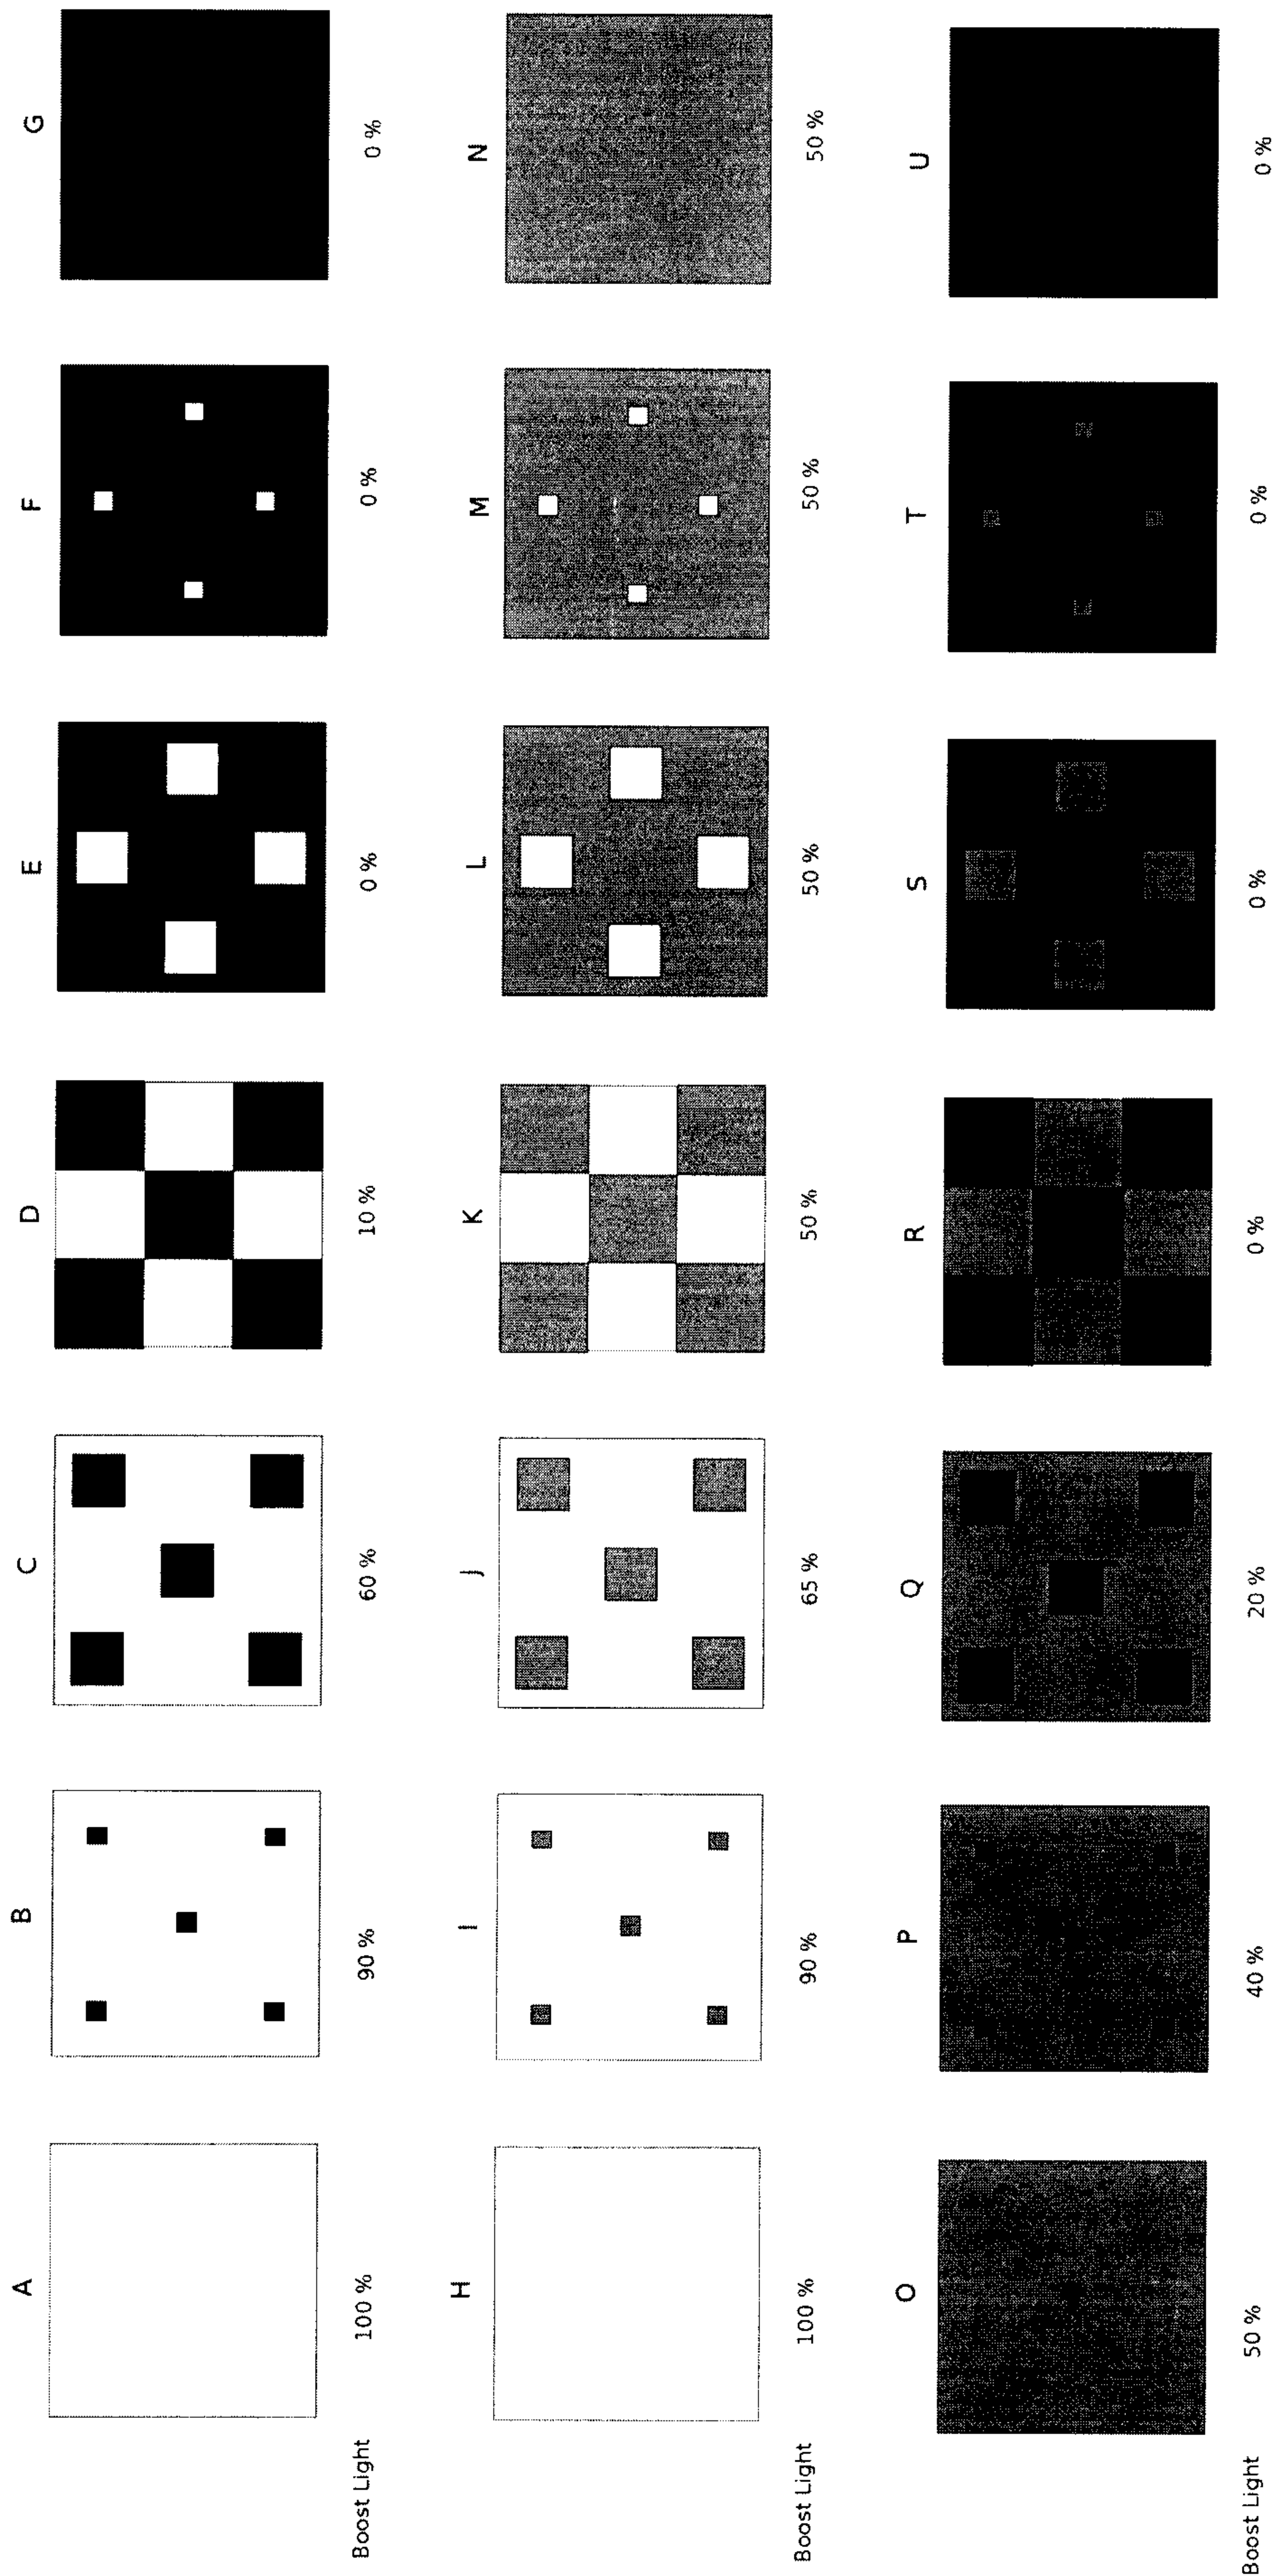 A B C D E F G
Boost Light 100 % 90 % 60 % 10 % 0 % 0 % 0 %
H I J K L M N
Boost Light 100 % 90 % 65 % 50 % 50 % 50 % 50 %
O P Q R S T U
Boost Light 50 % 40 % 20 % 0 % 0 % 0 % 0 %